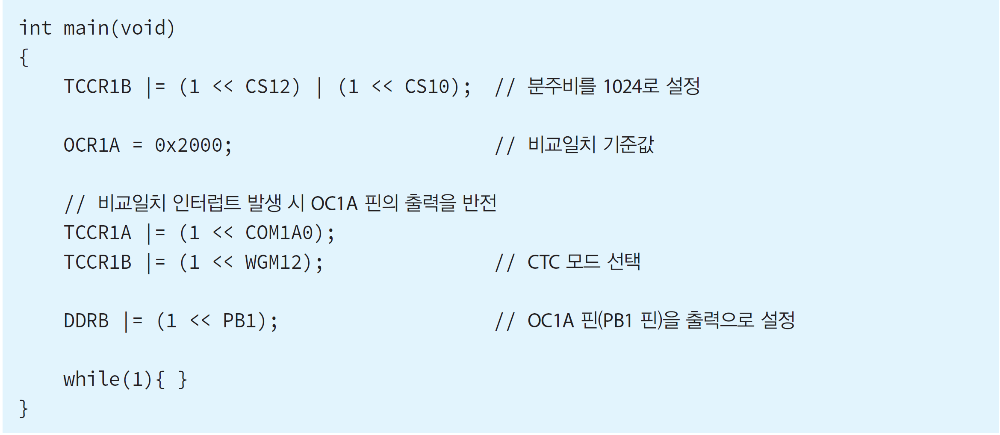 int main(void)
{
    TCCR1B |= (1 << CS12) | (1 << CS10);  // 분주비를 1024로 설정
    OCR1A = 0x2000;                       // 비교일치 기준값
    // 비교일치 인터럽트 발생 시 OC1A 핀의 출력을 반전
    TCCR1A |= (1 << COM1A0);
    TCCR1B |= (1 << WGM12);               // CTC 모드 선택
    DDRB |= (1 << PB1);                   // OC1A 핀(PB1 핀)을 출력으로 설정
    while(1){ }
}